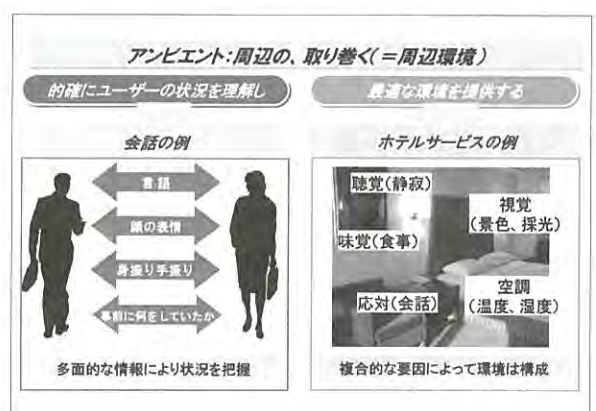 アンビエント:周辺の、取り巻く(=周辺環境)
的確にユーザーの状況を理解し
最適な環境を提供する
会話の例
言語
顔の表情
身振り手振り
事前に何をしていたか
多面的な情報により状況を把握
ホテルサービスの例
聴覚(静寂)
視覚
(景色、採光)
味覚(食事)
空調
(温度、湿度)
応対(会話)
複合的な要因によって環境は構成